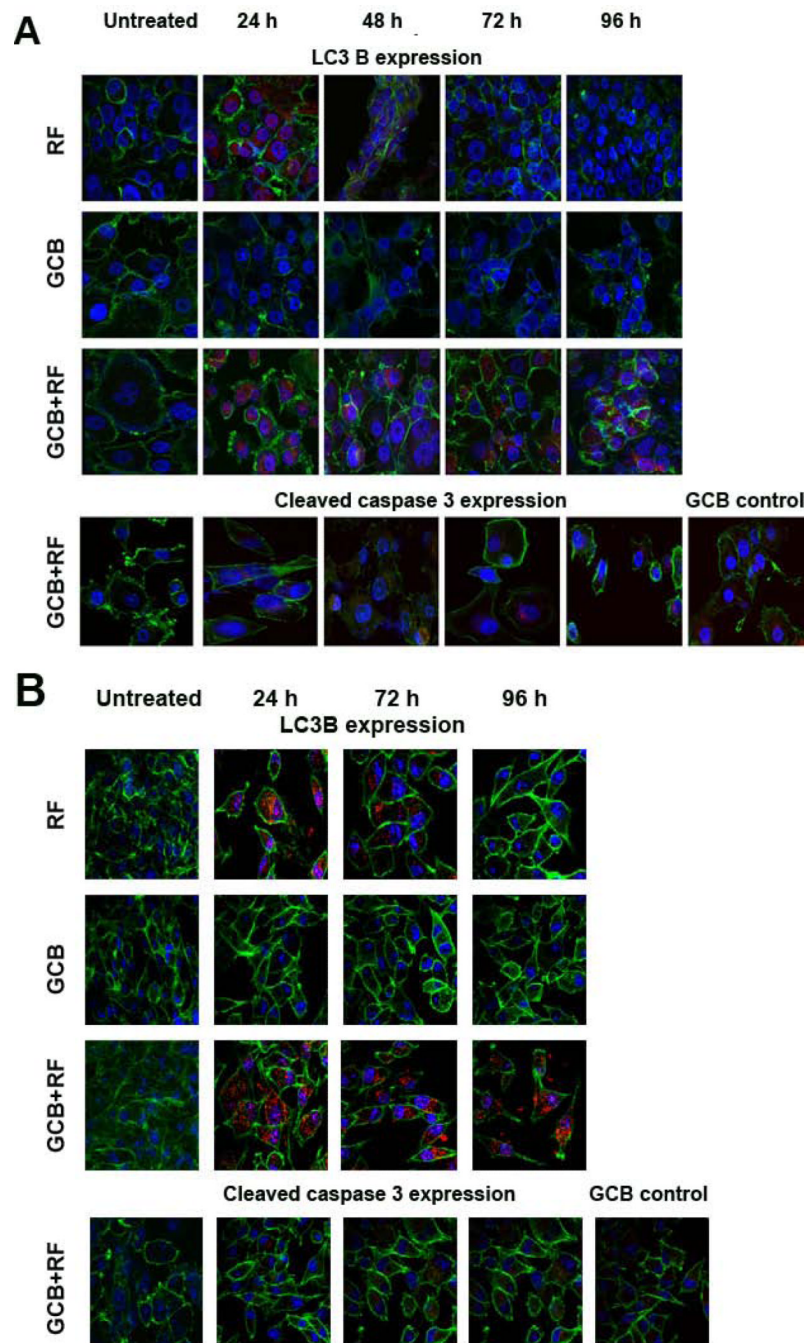 A
Untreated 24 h 48 h 72 h 96 h
LC3 B expression
RF
GCB
GCB+RF
Cleaved caspase 3 expression GCB control
GCB+RF
B
Untreated 24 h 72 h 96 h
LC3B expression
RF
GCB
GCB+RF
Cleaved caspase 3 expression GCB control
GCB+RF